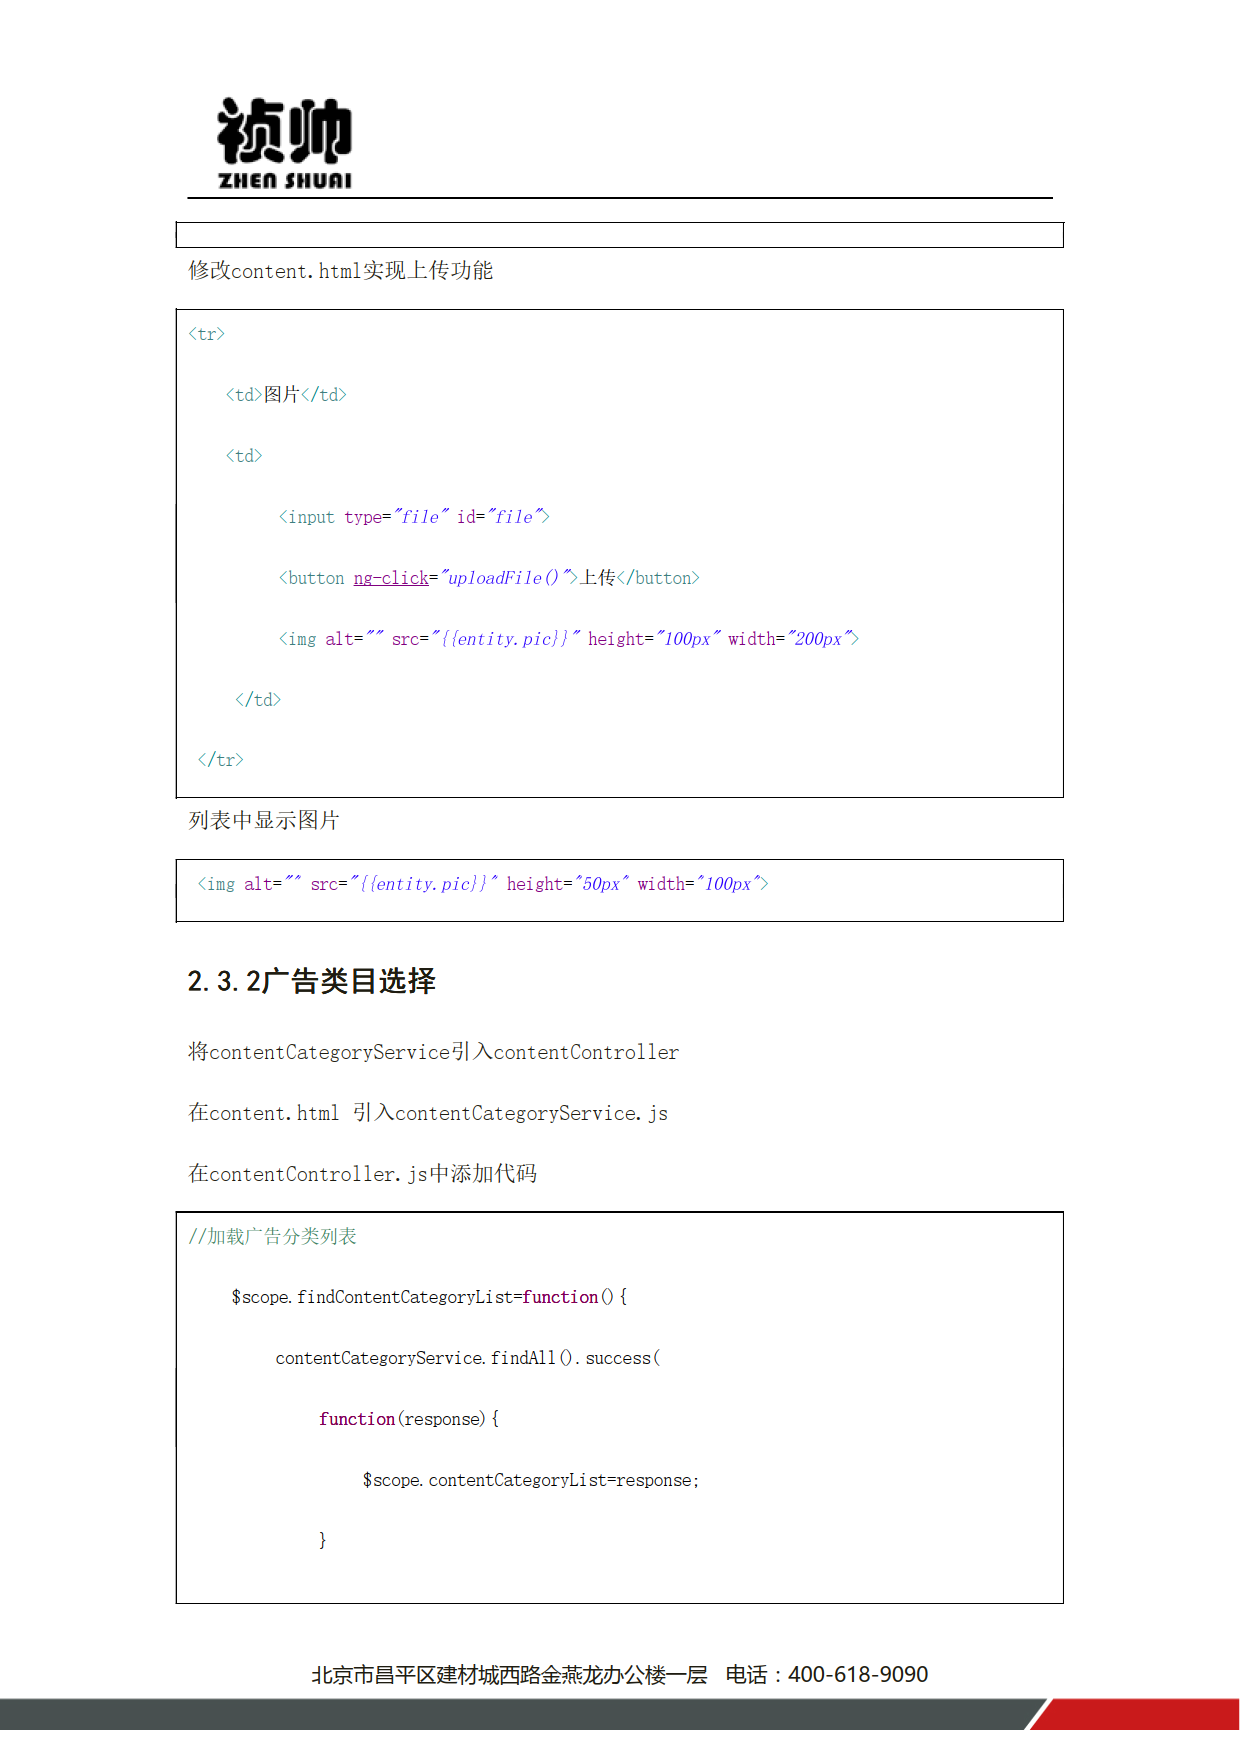 祯帅
ZHEN SHUAI
修改content.html实现上传功能
<tr>
<td>图片</td>
<td>
<input type="file" id="file">
<button ng-click="uploadFile()">上传</button>
<img alt="" src="{{entity.pic}}" height="100px" width="200px">
</td>
</tr>
列表中显示图片
<img alt="" src="{{entity.pic}}" height="50px" width="100px">
2.3.2广告类目选择
将contentCategoryService引入contentController
在content.html 引入contentCategoryService.js
在contentController.js中添加代码
//加载广告分类列表
$scope.findContentCategoryList=function(){
contentCategoryService.findAll().success(
function(response){
$scope.contentCategoryList=response;
}
北京市昌平区建材城西路金燕龙办公楼一层 电话：400-618-9090